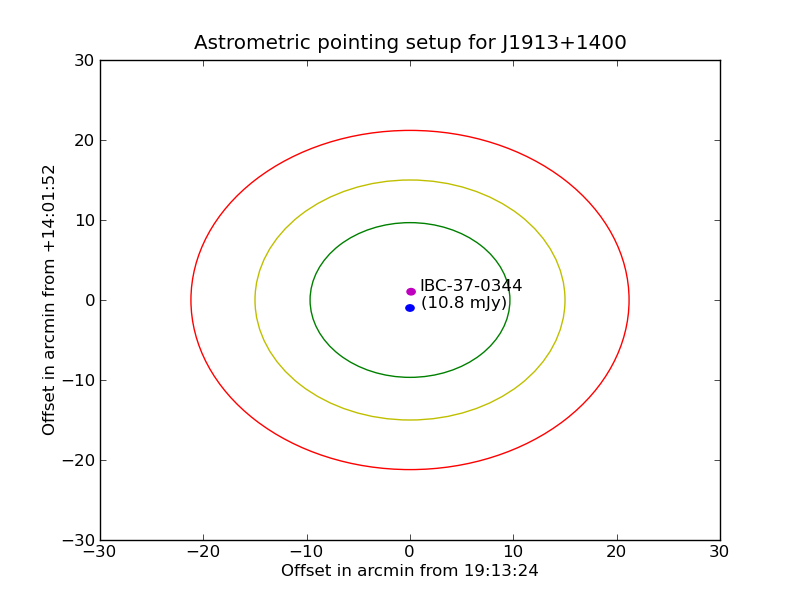 Astrometric pointing setup for J1913+1400
30
20
10
0
−10
−20
−30
Offset in arcmin from +14:01:52
IBC-37-0344
(10.8 mJy)
−30 −20 −10 0 10 20 30
Offset in arcmin from 19:13:24